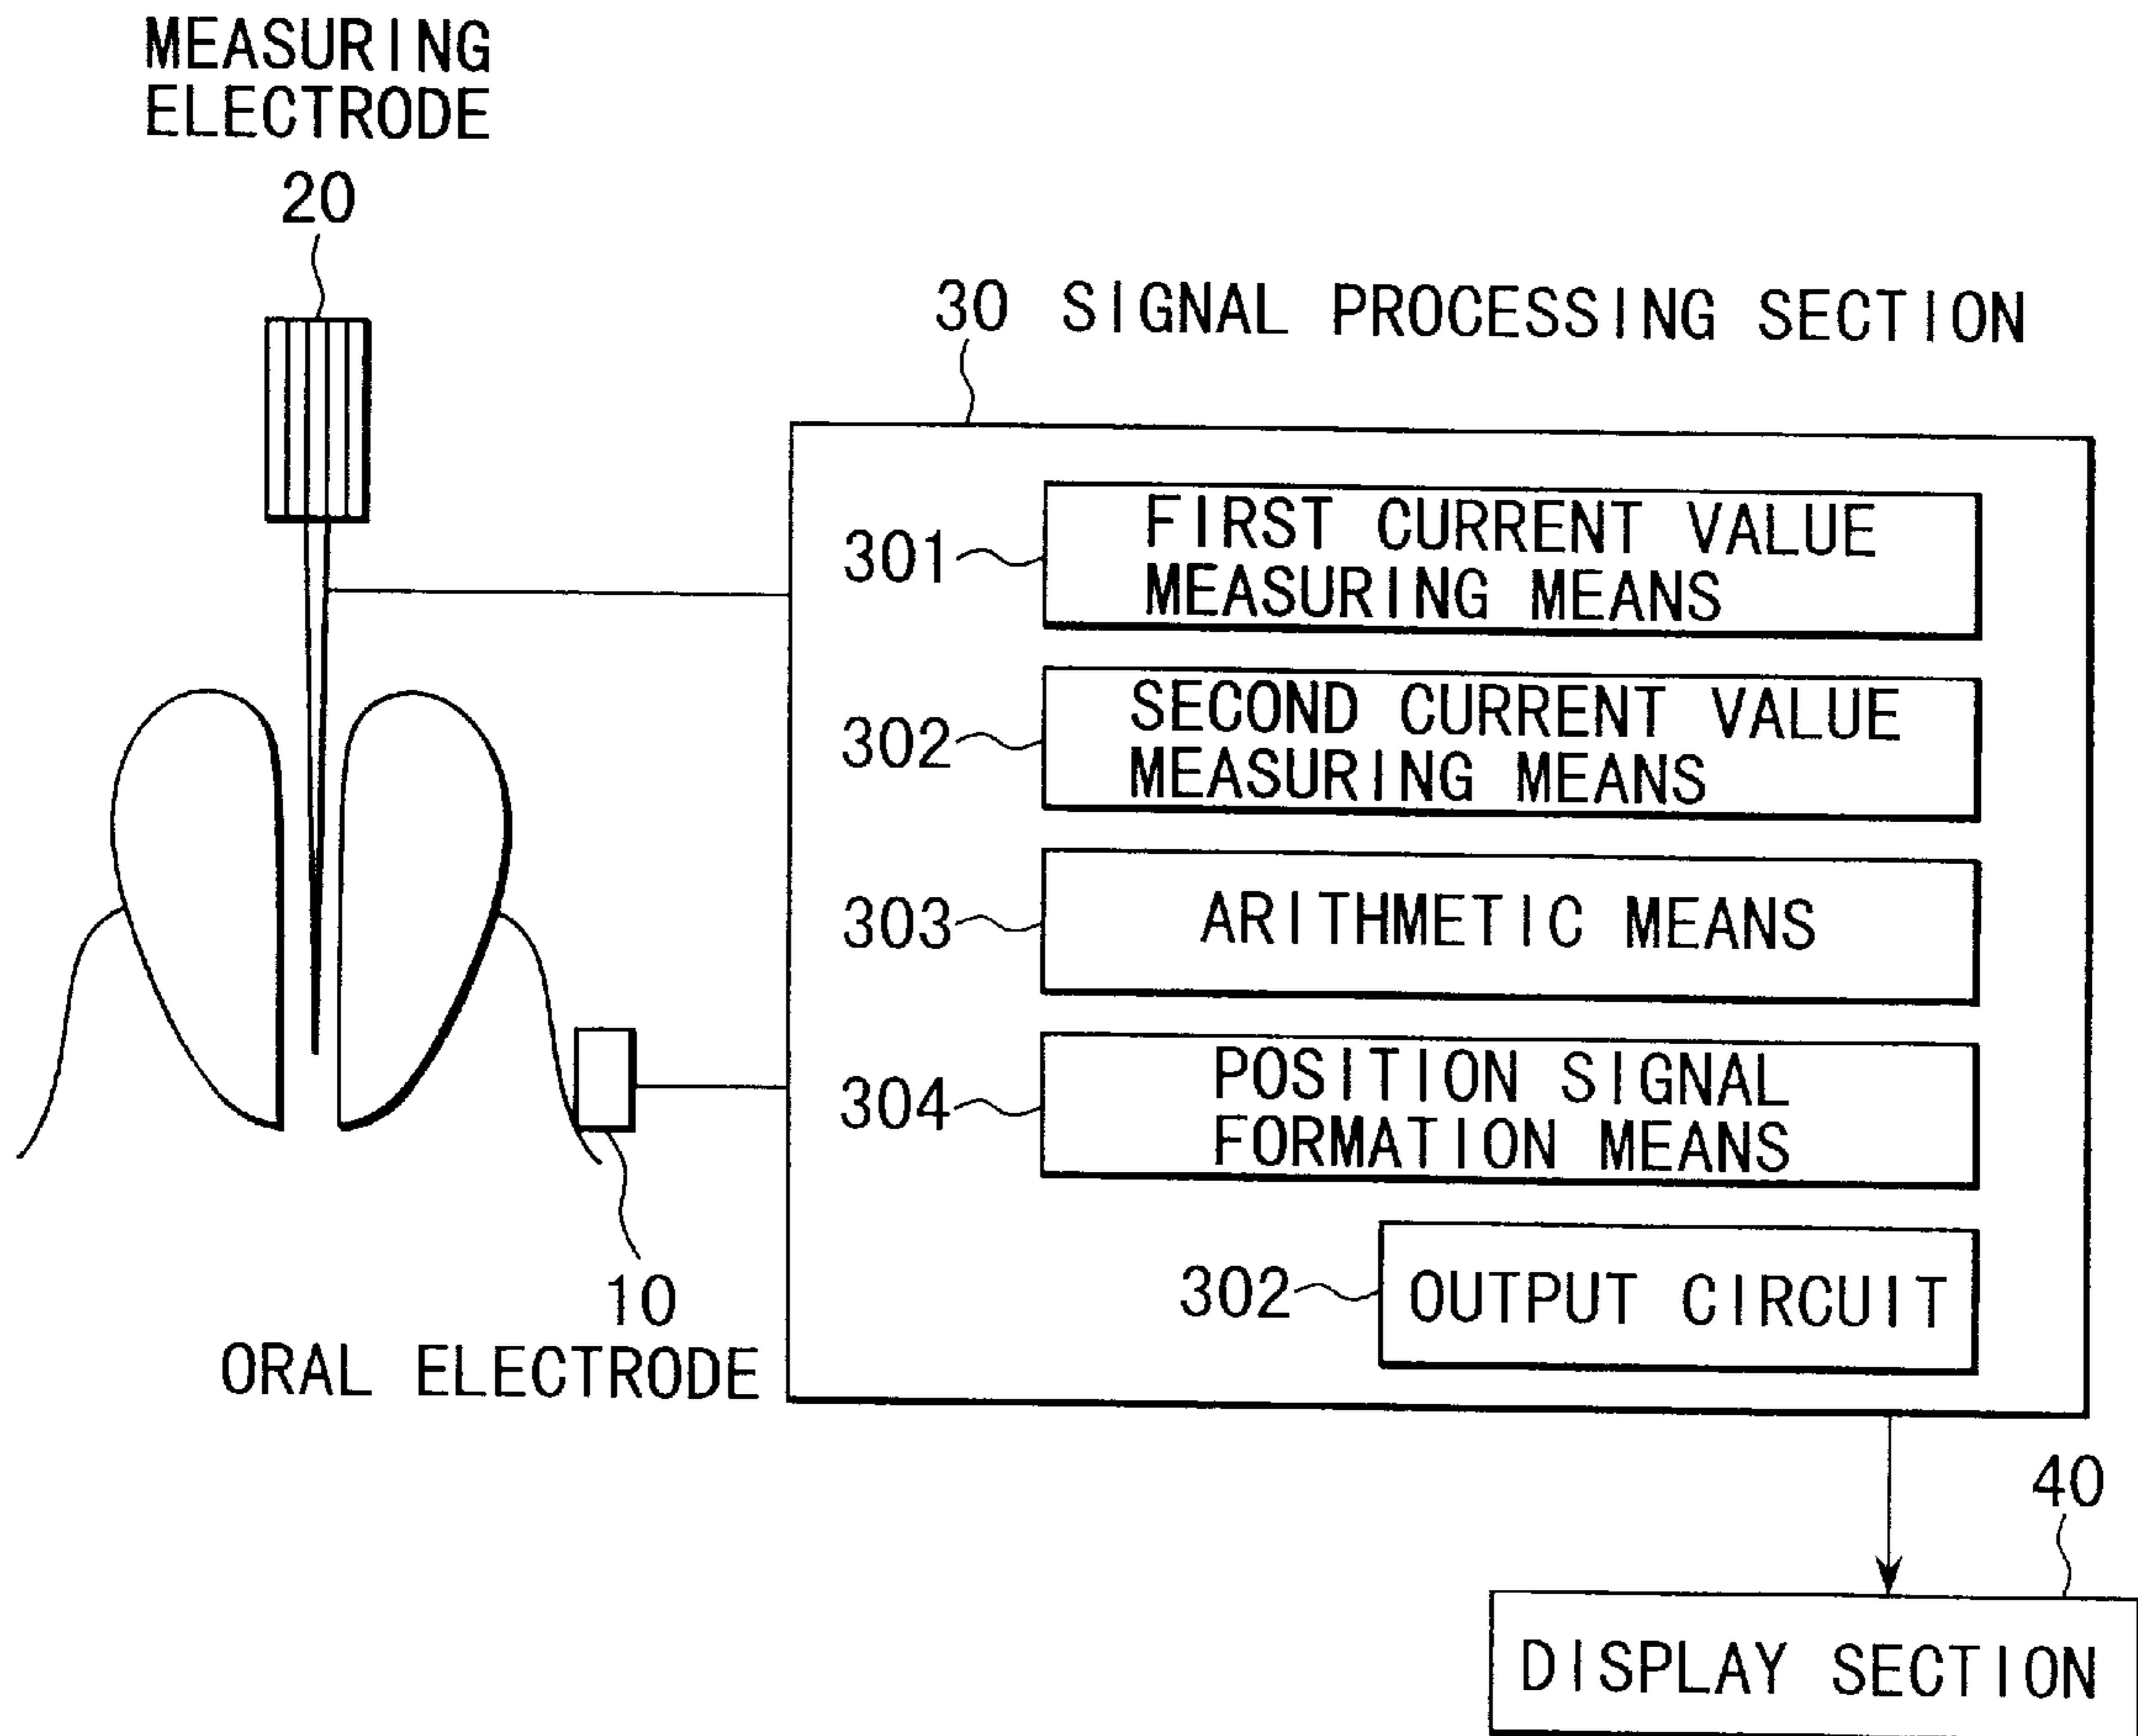 MEASURING
ELECTRODE
20
30 SIGNAL PROCESSING SECTION
301
FIRST CURRENT VALUE
MEASURING MEANS
302
SECOND CURRENT VALUE
MEASURING MEANS
303
ARITHMETIC MEANS
304
POSITION SIGNAL
FORMATION MEANS
302
OUTPUT CIRCUIT
10
ORAL ELECTRODE
40
DISPLAY SECTION